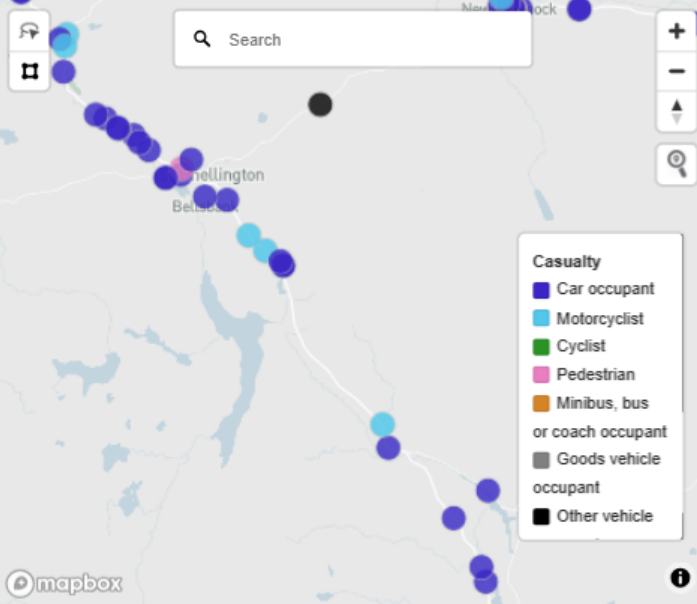 Search
Casualty
Car occupant
Motorcyclist
Cyclist
Pedestrian
Minibus, bus
or coach occupant
Goods vehicle
occupant
Other vehicle
mapbox